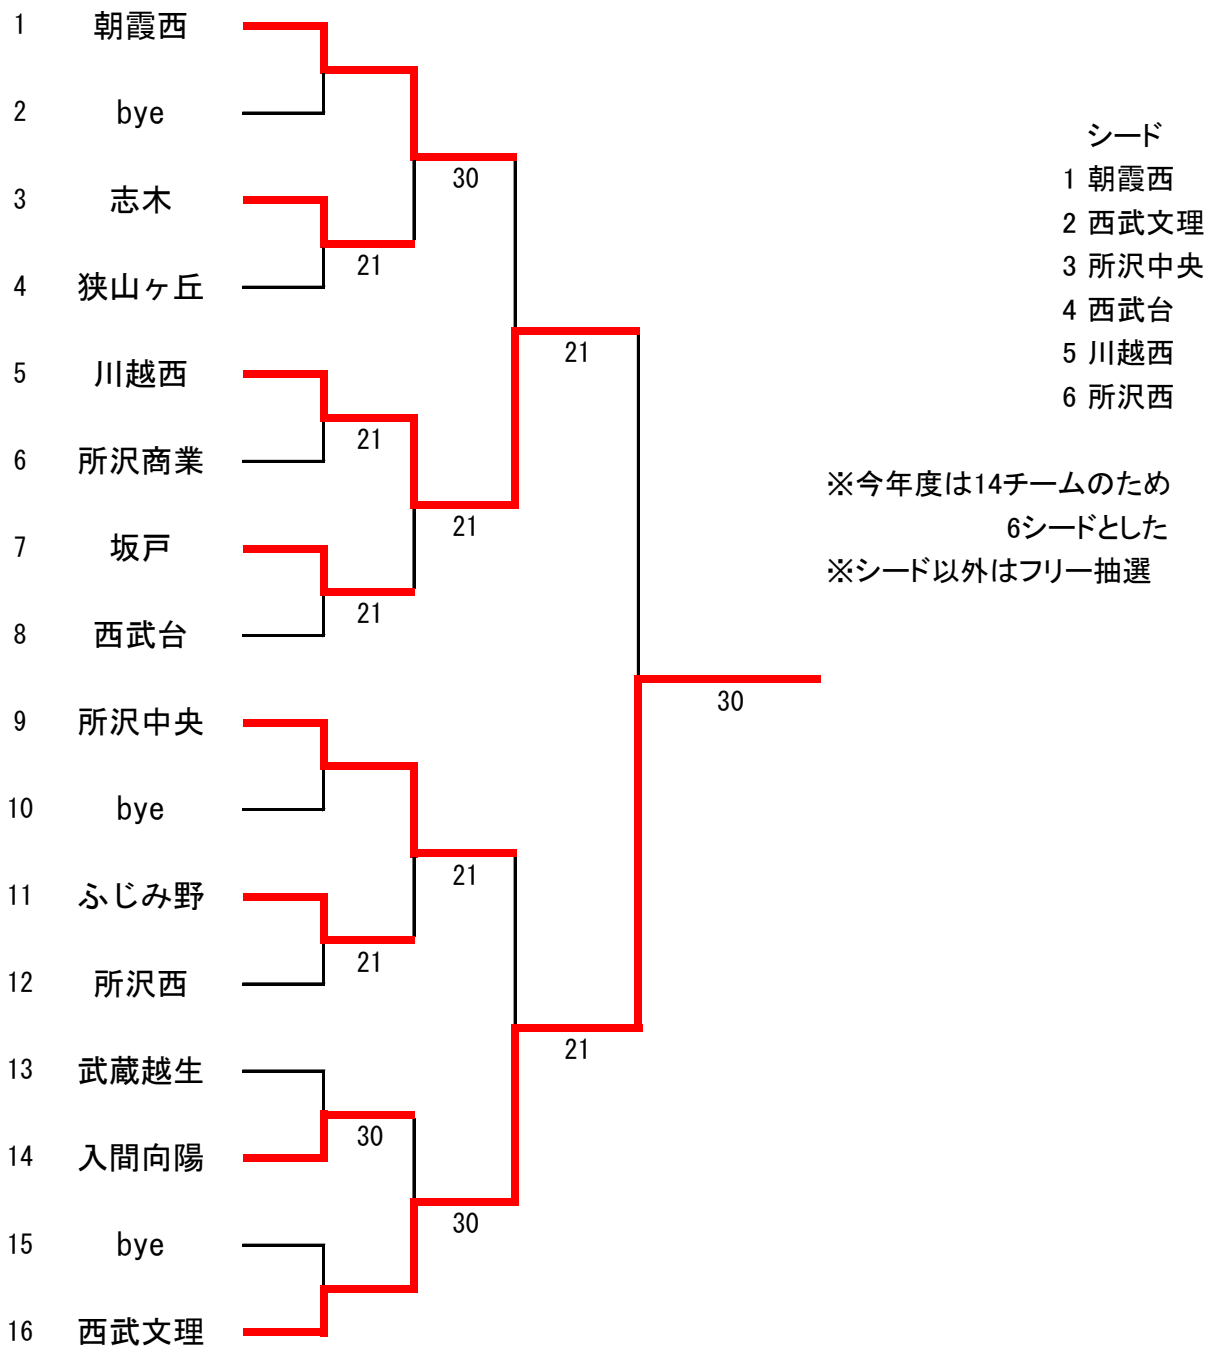 1 朝霞西
2 bye
3 志木
4 狭山ヶ丘
5 川越西
6 所沢商業
7 坂戸
8 西武台
9 所沢中央
10 bye
11 ふじみ野
12 所沢西
13 武蔵越生
14 入間向陽
15 bye
16 西武文理
21
21
21
21
30
30
21
21
30
21
21
30
シード
1 朝霞西
2 西武文理
3 所沢中央
4 西武台
5 川越西
6 所沢西
※今年度は14チームのため
6シードとした
※シード以外はフリー抽選